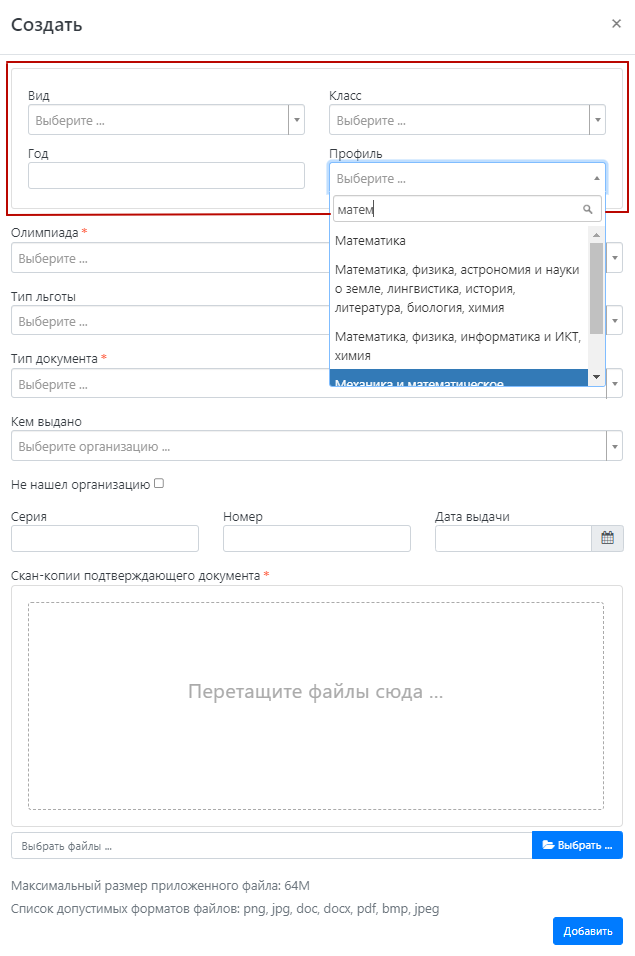 Создать ×
Вид Класс
Выберите ... Выберите ...
Год Профиль
Выберите ...
матем
Математика
Математика, физика, астрономия и науки
о земле, лингвистика, история,
литература, биология, химия
Математика, физика, информатика и ИКТ,
химия
Механика и математическое
Олимпиада *
Выберите ...
Тип льготы
Выберите ...
Тип документа *
Выберите ...
Кем выдано
Выберите организацию ...
Не нашел организацию
Серия Номер Дата выдачи
Скан-копии подтверждающего документа *
Перетащите файлы сюда ...
Выбрать файлы ... Выбрать ...
Максимальный размер приложенного файла: 64M
Список допустимых форматов файлов: png, jpg, doc, docx, pdf, bmp, jpeg
Добавить